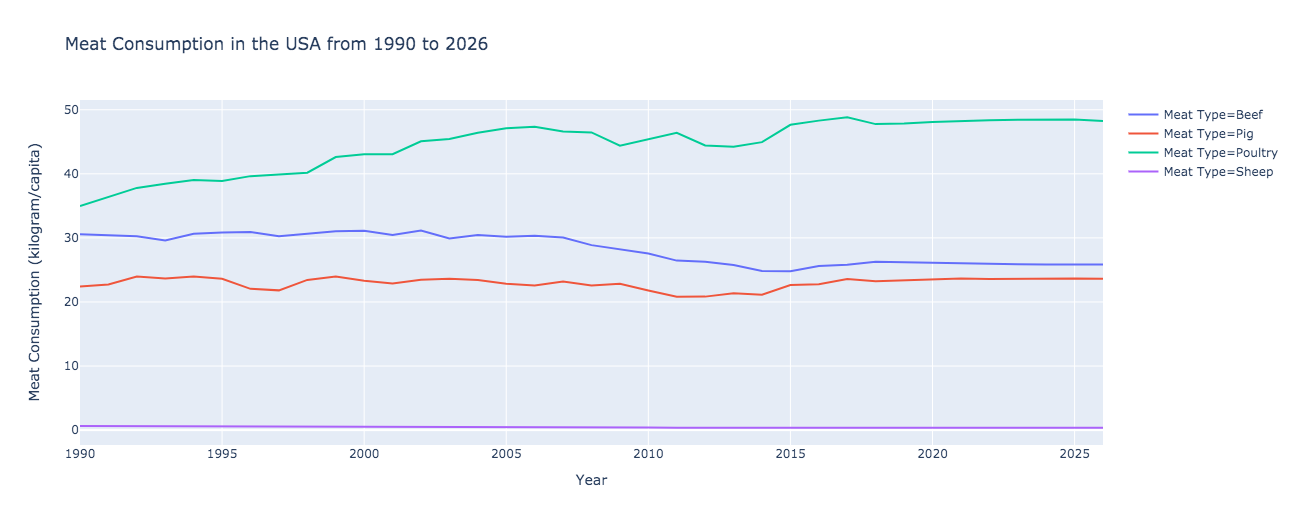 Meat Consumption in the USA from 1990 to 2026
Meat Consumption (kilogram/capita)
50
40
30
20
10
0
1990 1995 2000 2005 2010 2015 2020 2025
Year
Meat Type=Beef
Meat Type=Pig
Meat Type=Poultry
Meat Type=Sheep